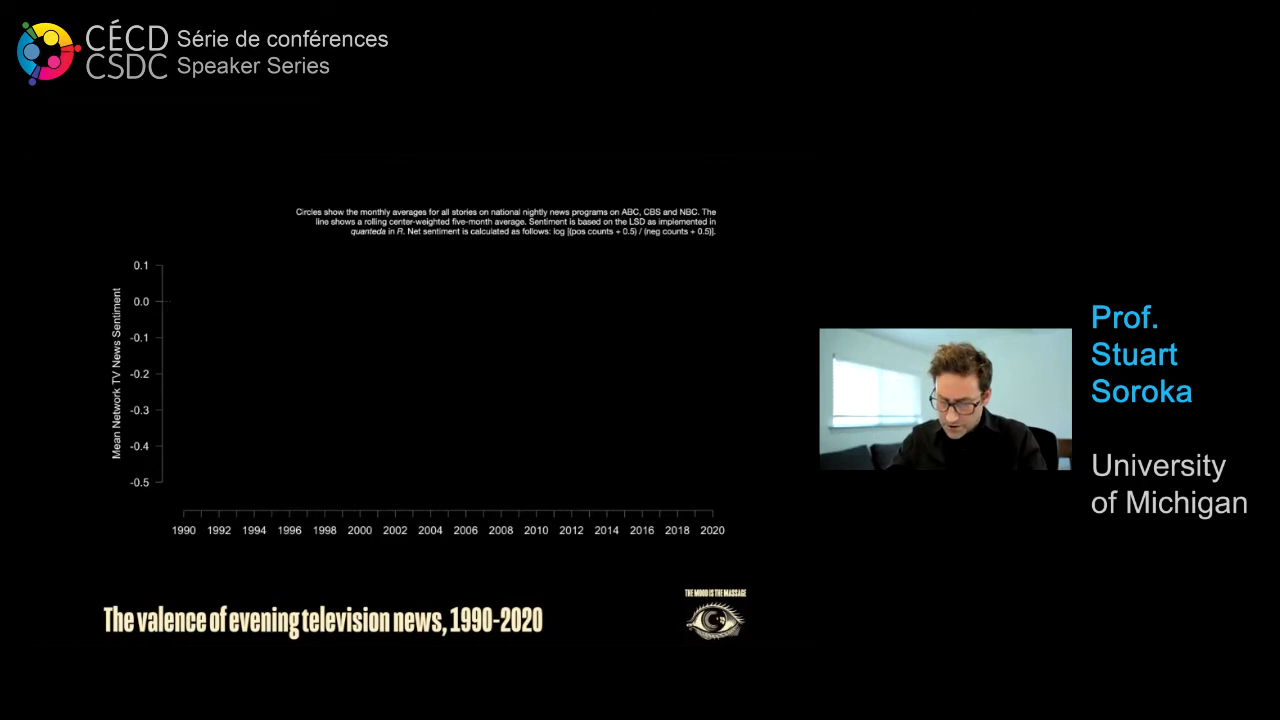 CÉCD Série de conférences
CSDC Speaker Series
Circles show the monthly averages for all stories on national nightly news programs on ABC, CBS and NBC. The
line shows a rolling center-weighted five-month average. Sentiment is based on the LSD as implemented in
quanteda in R. Net sentiment is calculated as follows: log [(pos counts + 0.5) / (neg counts + 0.5)].
Mean Network TV News Sentiment
0.1
0.0
-0.1
-0.2
-0.3
-0.4
-0.5
1990 1992 1994 1996 1998 2000 2002 2004 2006 2008 2010 2012 2014 2016 2018 2020
The valence of evening television news, 1990-2020
THE MOOD IS THE MASSAGE
Prof.
Stuart
Soroka
University
of Michigan